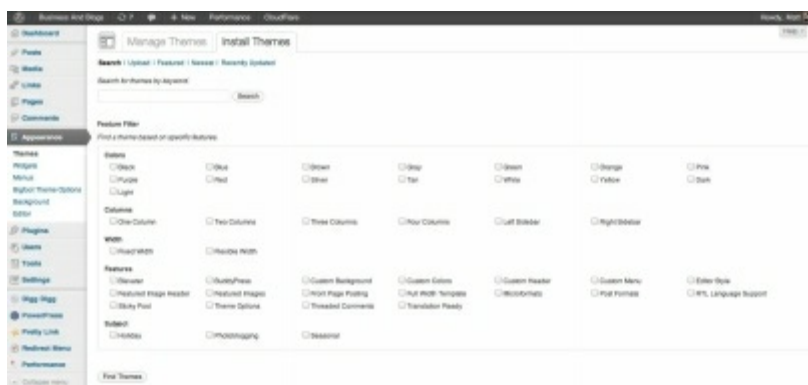 Business And Blogs 7 + New Performance CloudFlare Howdy, Matt
Help
Dashboard
Posts
Media
Links
Pages
Comments
Appearance
Themes
Widgets
Menus
Bigfoot Theme Options
Background
Editor
Plugins
Users
Tools
Settings
Digg Digg
PowerPress
Pretty Link
Redirect Menu
Performance
Collapse menu
Manage Themes Install Themes
Search | Upload | Featured | Newest | Recently Updated
Search for themes by keyword.
Search
Feature Filter
Find a theme based on specific features.
Colors
Black Blue Brown Gray Green Orange Pink
Purple Red Silver Tan White Yellow Dark
Light
Columns
One Column Two Columns Three Columns Four Columns Left Sidebar Right Sidebar
Width
Fixed Width Flexible Width
Features
Blavatar BuddyPress Custom Background Custom Colors Custom Header Custom Menu Editor Style
Featured Image Header Featured Images Front Page Posting Full Width Template Microformats Post Formats RTL Language Support
Sticky Post Theme Options Threaded Comments Translation Ready
Subject
Holiday Photoblogging Seasonal
Find Themes